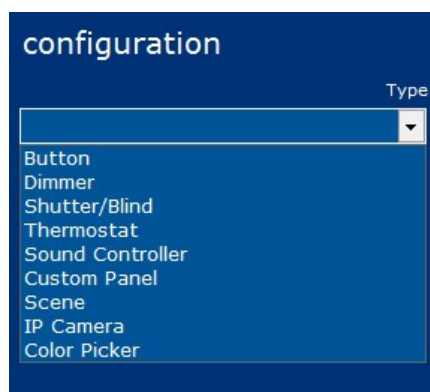 configuration
Type
Button
Dimmer
Shutter/Blind
Thermostat
Sound Controller
Custom Panel
Scene
IP Camera
Color Picker